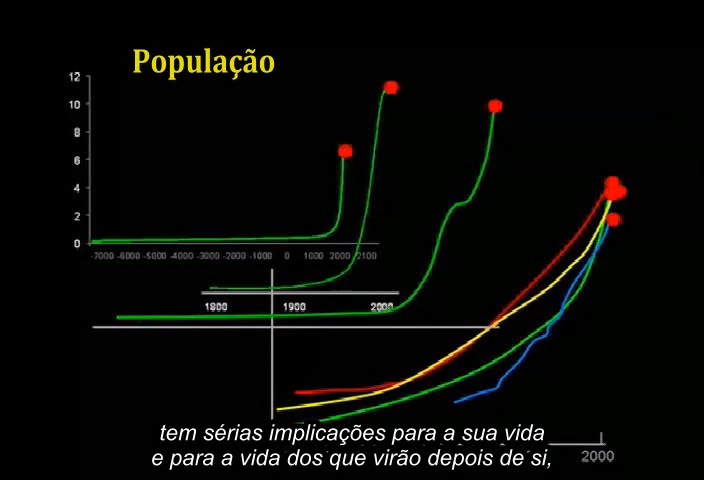 População
12
10
8
6
4
2
0
-7000 -6000 -5000 -4000 -3000 -2000 -1000 0 1000 2000 2100
1800 1900 2000
tem sérias implicações para a sua vida
e para a vida dos que virão depois de si,
2000